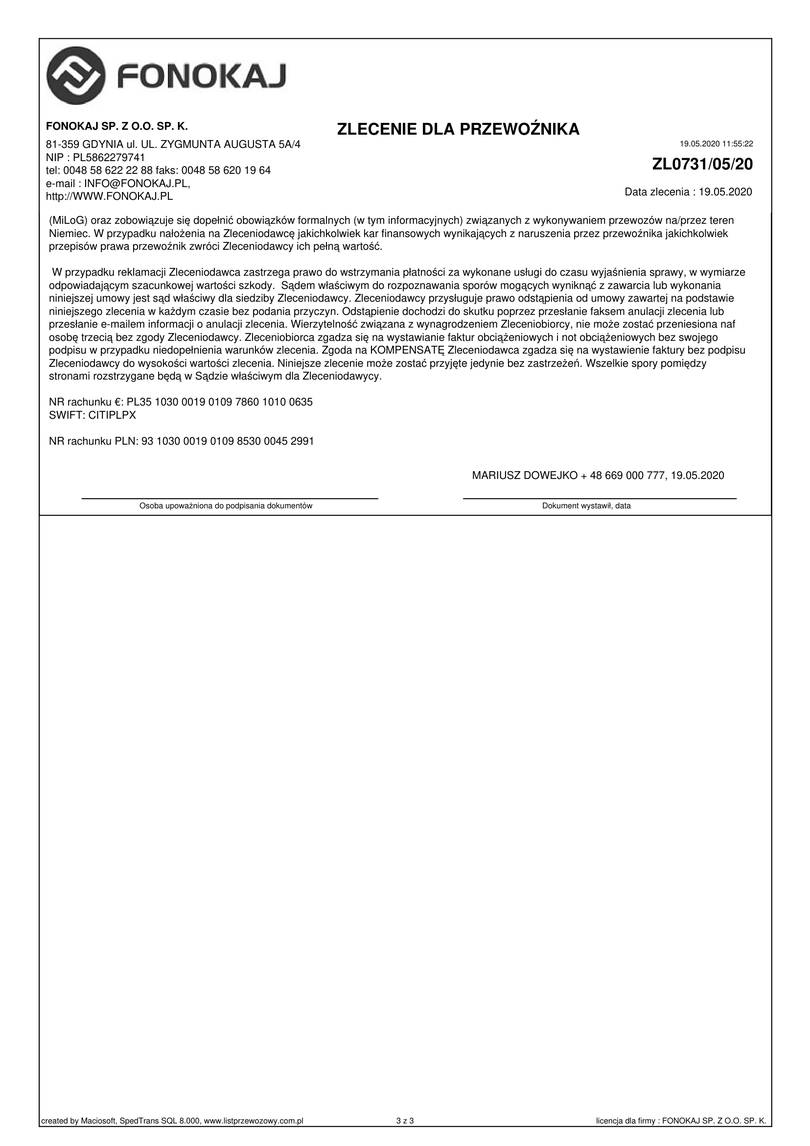 FONOKAJ
FONOKAJ SP. Z O.O. SP. K.
81-359 GDYNIA ul. UL. ZYGMUNTA AUGUSTA 5A/4
NIP : PL5862279741
tel: 0048 58 622 22 88 faks: 0048 58 620 19 64
e-mail : INFO@FONOKAJ.PL,
http://WWW.FONOKAJ.PL
ZLECENIE DLA PRZEWOŹNIKA
19.05.2020 11:55:22
ZL0731/05/20
Data zlecenia : 19.05.2020
(MiLoG) oraz zobowiązuje się dopełnić obowiązków formalnych (w tym informacyjnych) związanych z wykonywaniem przewozów na/przez teren
Niemiec. W przypadku nałożenia na Zleceniodawcę jakichkolwiek kar finansowych wynikających z naruszenia przez przewoźnika jakichkolwiek
przepisów prawa przewoźnik zwróci Zleceniodawcy ich pełną wartość.
W przypadku reklamacji Zleceniodawca zastrzega prawo do wstrzymania płatności za wykonane usługi do czasu wyjaśnienia sprawy, w wymiarze
odpowiadającym szacunkowej wartości szkody. Sądem właściwym do rozpoznawania sporów mogących wyniknąć z zawarcia lub wykonania
niniejszej umowy jest sąd właściwy dla siedziby Zleceniodawcy. Zleceniodawcy przysługuje prawo odstąpienia od umowy zawartej na podstawie
niniejszego zlecenia w każdym czasie bez podania przyczyn. Odstąpienie dochodzi do skutku poprzez przesłanie faksem anulacji zlecenia lub
przesłanie e-mailem informacji o anulacji zlecenia. Wierzytelność związana z wynagrodzeniem Zleceniobiorcy, nie może zostać przeniesiona naf
osobę trzecią bez zgody Zleceniodawcy. Zleceniobiorca zgadza się na wystawianie faktur obciążeniowych i not obciążeniowych bez swojego
podpisu w przypadku niedopełnienia warunków zlecenia. Zgoda na KOMPENSATĘ Zleceniodawca zgadza się na wystawienie faktury bez podpisu
Zleceniodawcy do wysokości wartości zlecenia. Niniejsze zlecenie może zostać przyjęte jedynie bez zastrzeżeń. Wszelkie spory pomiędzy
stronami rozstrzygane będą w Sądzie właściwym dla Zleceniodawycy.
NR rachunku €: PL35 1030 0019 0109 7860 1010 0635
SWIFT: CITIPLPX
NR rachunku PLN: 93 1030 0019 0109 8530 0045 2991
MARIUSZ DOWEJKO + 48 669 000 777, 19.05.2020
Osoba upoważniona do podpisania dokumentów
Dokument wystawił, data
created by Maciosoft, SpedTrans SQL 8.000, www.listprzewozowy.com.pl
3 z 3
licencja dla firmy : FONOKAJ SP. Z O.O. SP. K.